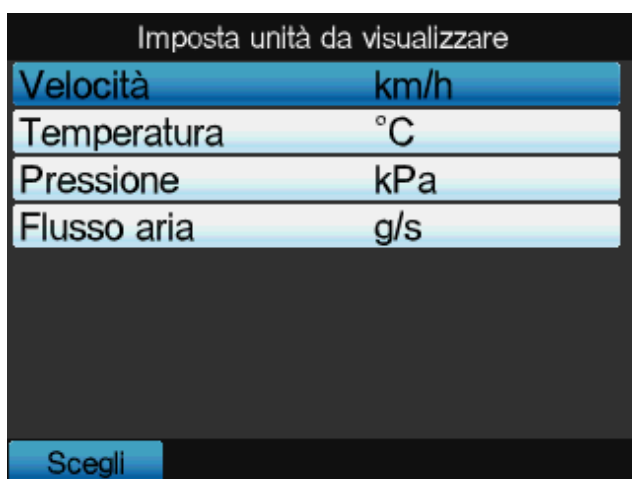 Imposta unità da visualizzare
Velocità km/h
Temperatura °C
Pressione kPa
Flusso aria g/s
Scegli